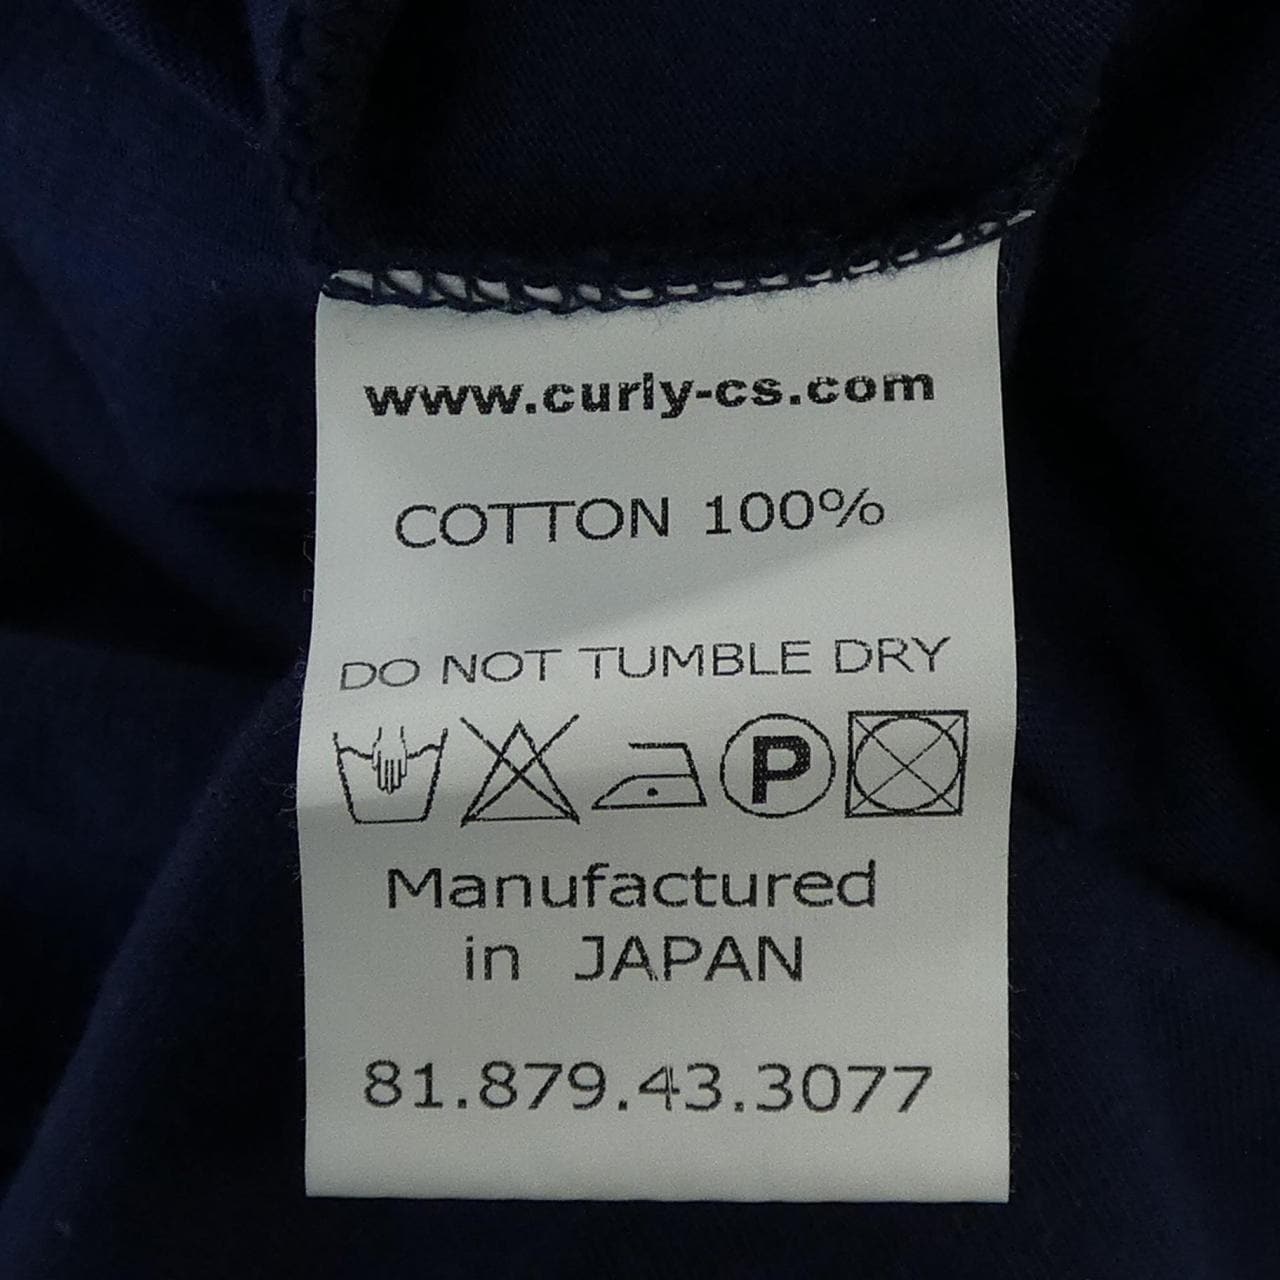 www.curly-cs.com
COTTON 100%
DO NOT TUMBLE DRY
P
Manufactured
in JAPAN
81.879.43.3077